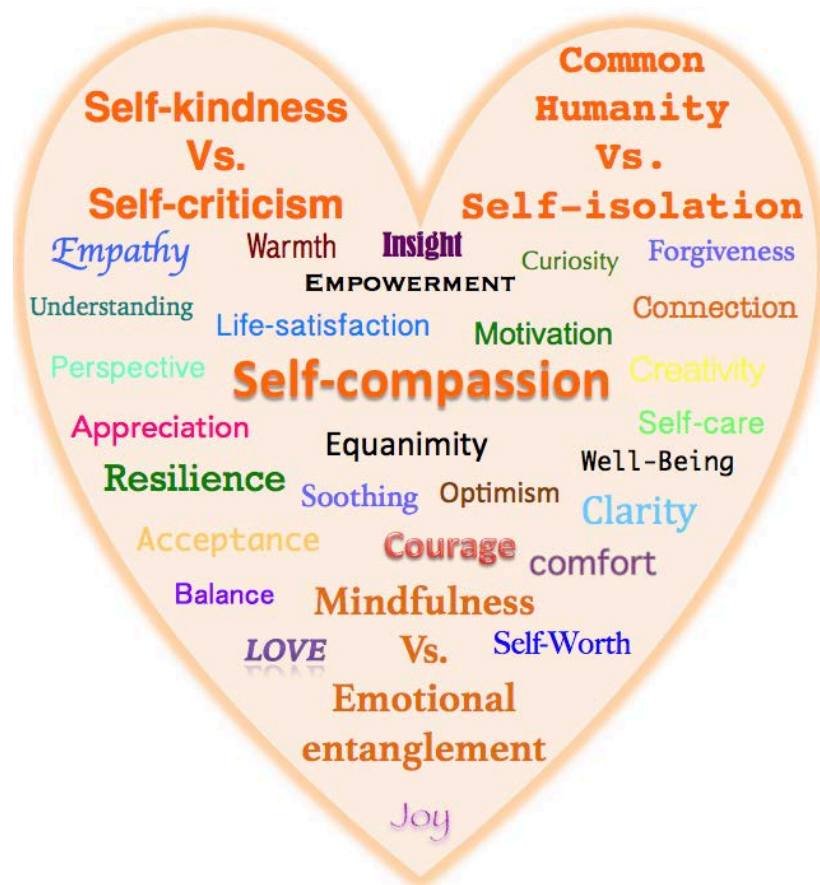 Self-kindness
Vs.
Self-criticism
Common
Humanity
Vs.
Self-isolation
Empathy
Warmth
Insight
Curiosity
Forgiveness
EMPOWERMENT
Understanding
Life-satisfaction
Motivation
Connection
Perspective
Self-compassion
Creativity
Appreciation
Equanimity
Self-care
Well-Being
Resilience
Soothing
Optimism
Clarity
Acceptance
Courage
comfort
Balance
Mindfulness
Vs.
Emotional
entanglement
LOVE
Self-Worth
Joy